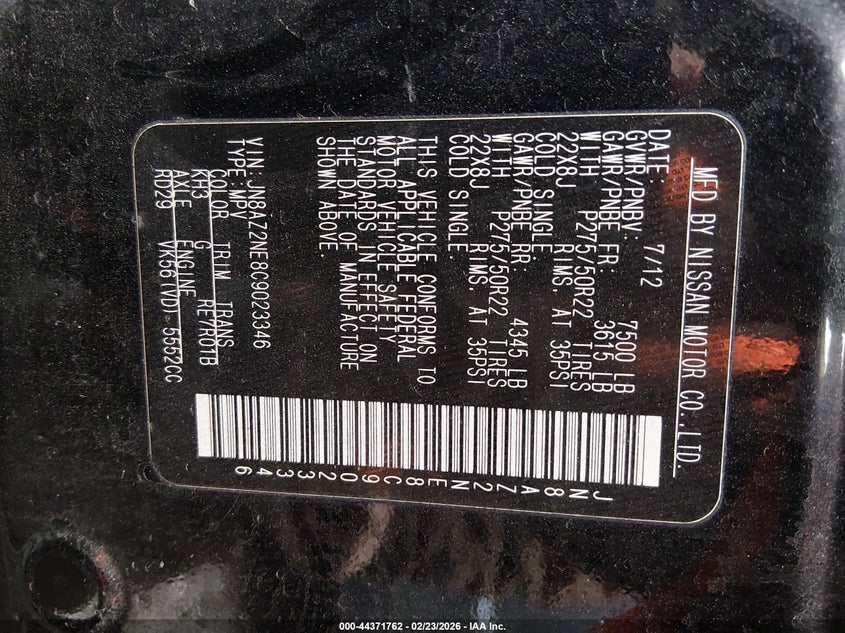 MFD BY NISSAN MOTOR CO.,LTD.
DATE: 7/12
GVWR/PNBV: 7500 LB
GAWR/PNBE FR: 3615 LB
WITH P275/50R22 TIRES
22X8J RIMS. AT 35PSI
COLD SINGLE.
GAWR/PNBE RR: 4345 LB
WITH P275/50R22 TIRES
22X8J RIMS. AT 35PSI
COLD SINGLE.
THIS VEHICLE CONFORMS TO
ALL APPLICABLE FEDERAL
MOTOR VEHICLE SAFETY
STANDARDS IN EFFECT ON
THE DATE OF MANUFACTURE
SHOWN ABOVE.
VIN:JN8AZ2NE8C9023346
TYPE:MPV
COLOR TRIM TRANS
KH3 G RE7R01B
AXLE ENGINE
RD29 VK56(VD) 5552CC
JN8AZ2NE8C9023346
000-44371762 - 02/23/2026 - IAA Inc.